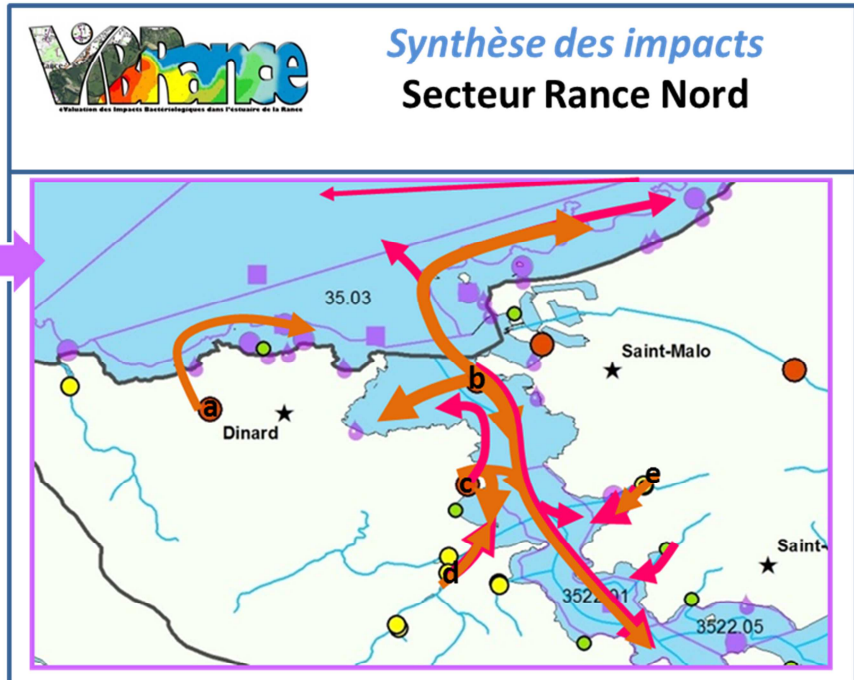 ViBRance
eValuation des Impacts Bactériologiques dans l'estuaire de la Rance
Synthèse des impacts
Secteur Rance Nord
35.03
Saint-Malo
b
a
Dinard
c
e
d
Saint-
3522.01
3522.05